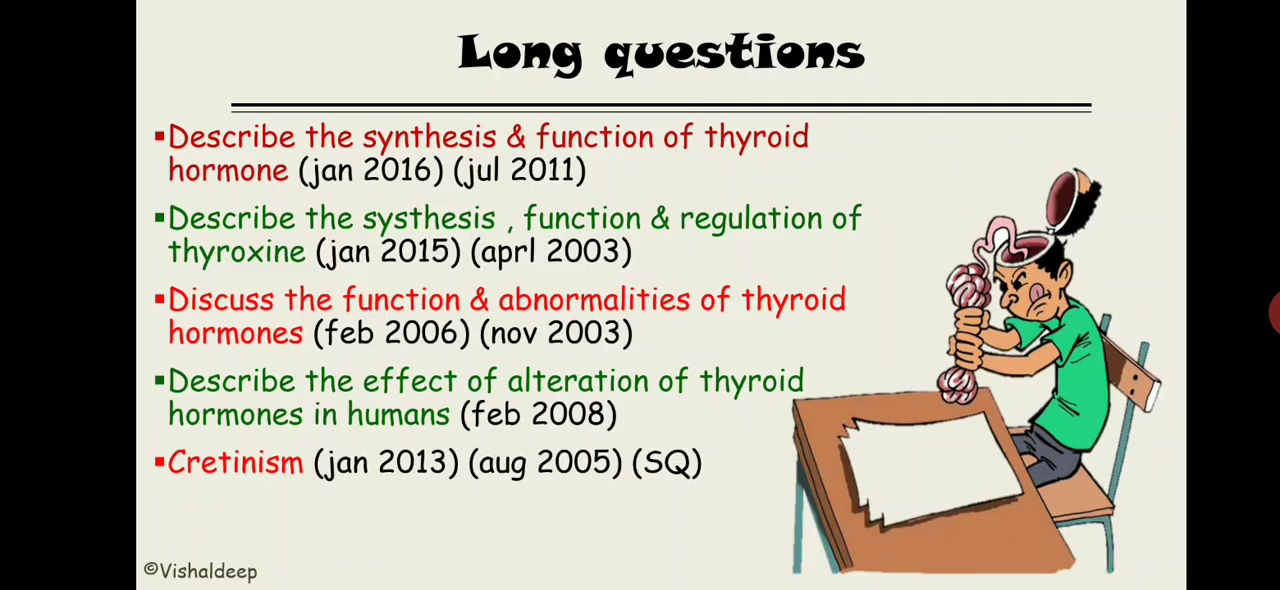 Long questions
▪Describe the synthesis & function of thyroid
hormone (jan 2016) (jul 2011)
▪Describe the systhesis , function & regulation of
thyroxine (jan 2015) (aprl 2003)
▪Discuss the function & abnormalities of thyroid
hormones (feb 2006) (nov 2003)
▪Describe the effect of alteration of thyroid
hormones in humans (feb 2008)
▪Cretinism (jan 2013) (aug 2005) (SQ)
©Vishaldeep